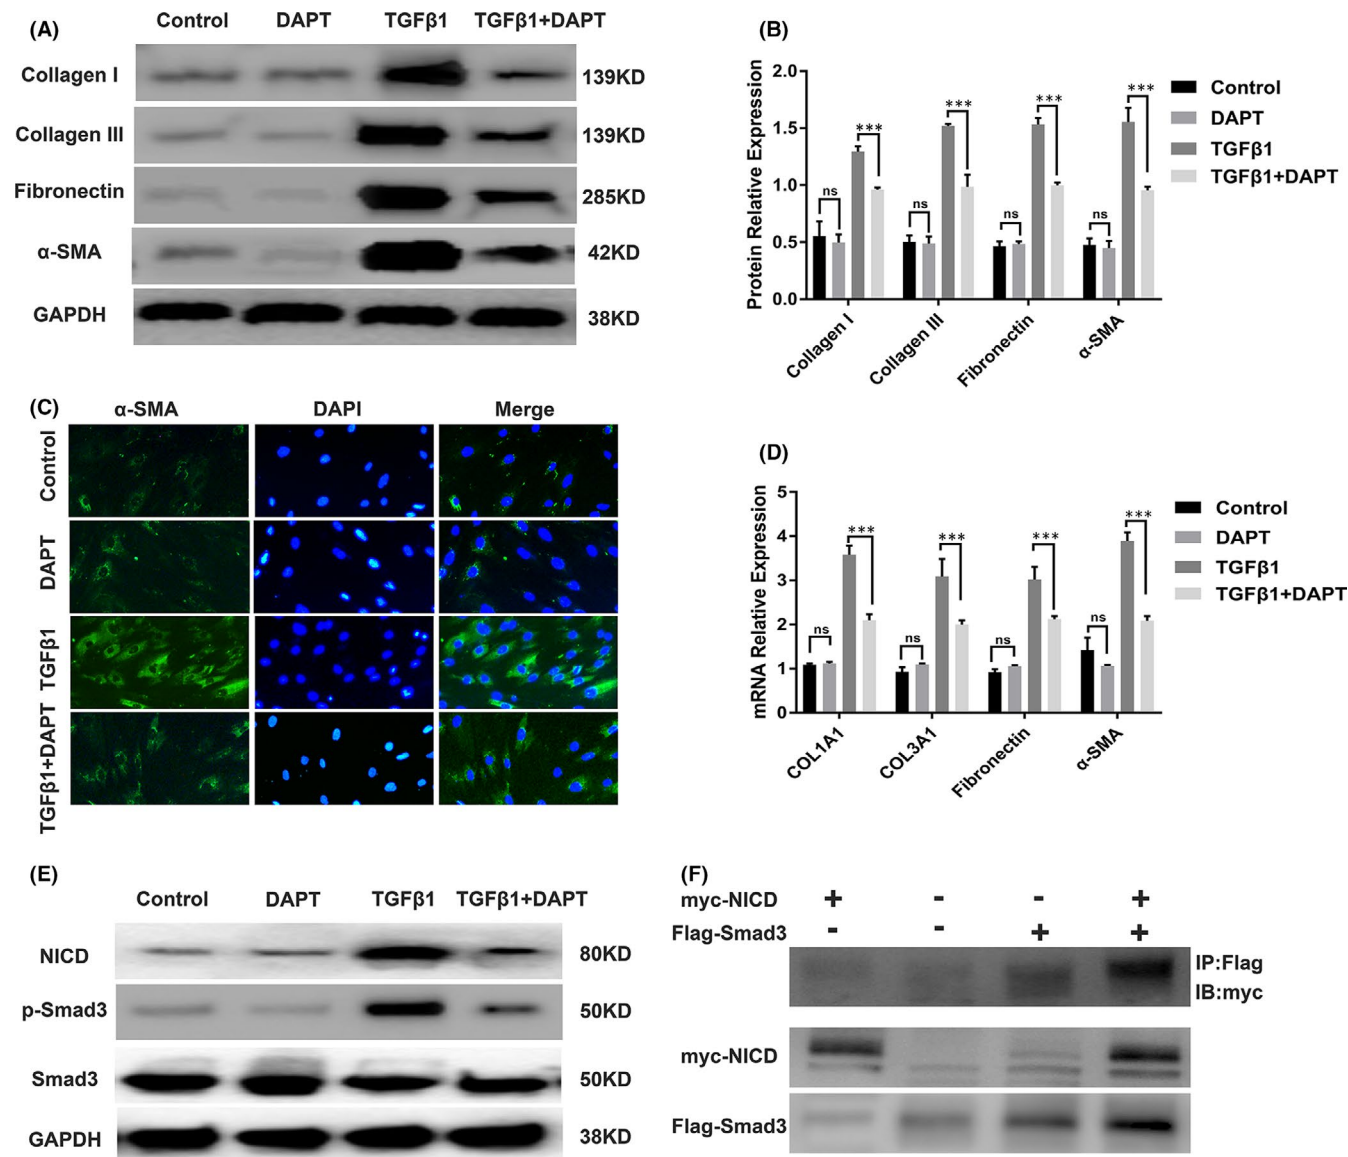 (A)
Control DAPT TGFβ1 TGFβ1+DAPT
Collagen I 139KD
Collagen III 139KD
Fibronectin 285KD
α-SMA 42KD
GAPDH 38KD
(B)
Protein Relative Expression
2.0
1.5
1.0
0.5
0.0
ns *** ns *** ns *** ns ***
Collagen I
Collagen III
Fibronectin
α-SMA
Control
DAPT
TGFβ1
TGFβ1+DAPT
(C)
α-SMA DAPI Merge
Control
DAPT
TGFβ1
TGFβ1+DAPT
(D)
mRNA Relative Expression
5
4
3
2
1
0
ns *** ns *** ns *** ns ***
COL1A1
COL3A1
Fibronectin
α-SMA
Control
DAPT
TGFβ1
TGFβ1+DAPT
(E)
Control DAPT TGFβ1 TGFβ1+DAPT
NICD 80KD
p-Smad3 50KD
Smad3 50KD
GAPDH 38KD
(F)
myc-NICD + - - +
Flag-Smad3 - - + +
IP:Flag
IB:myc
myc-NICD
Flag-Smad3